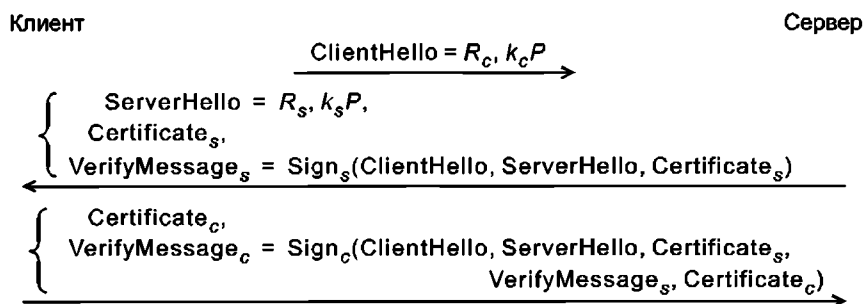 Клиент Сервер
ClientHello = R_c, k_cP
ServerHello = R_s, k_sP,
Certificate_s,
VerifyMessage_s = Sign_s(ClientHello, ServerHello, Certificate_s)
Certificate_c,
VerifyMessage_c = Sign_c(ClientHello, ServerHello, Certificate_s,
VerifyMessage_s, Certificate_c)